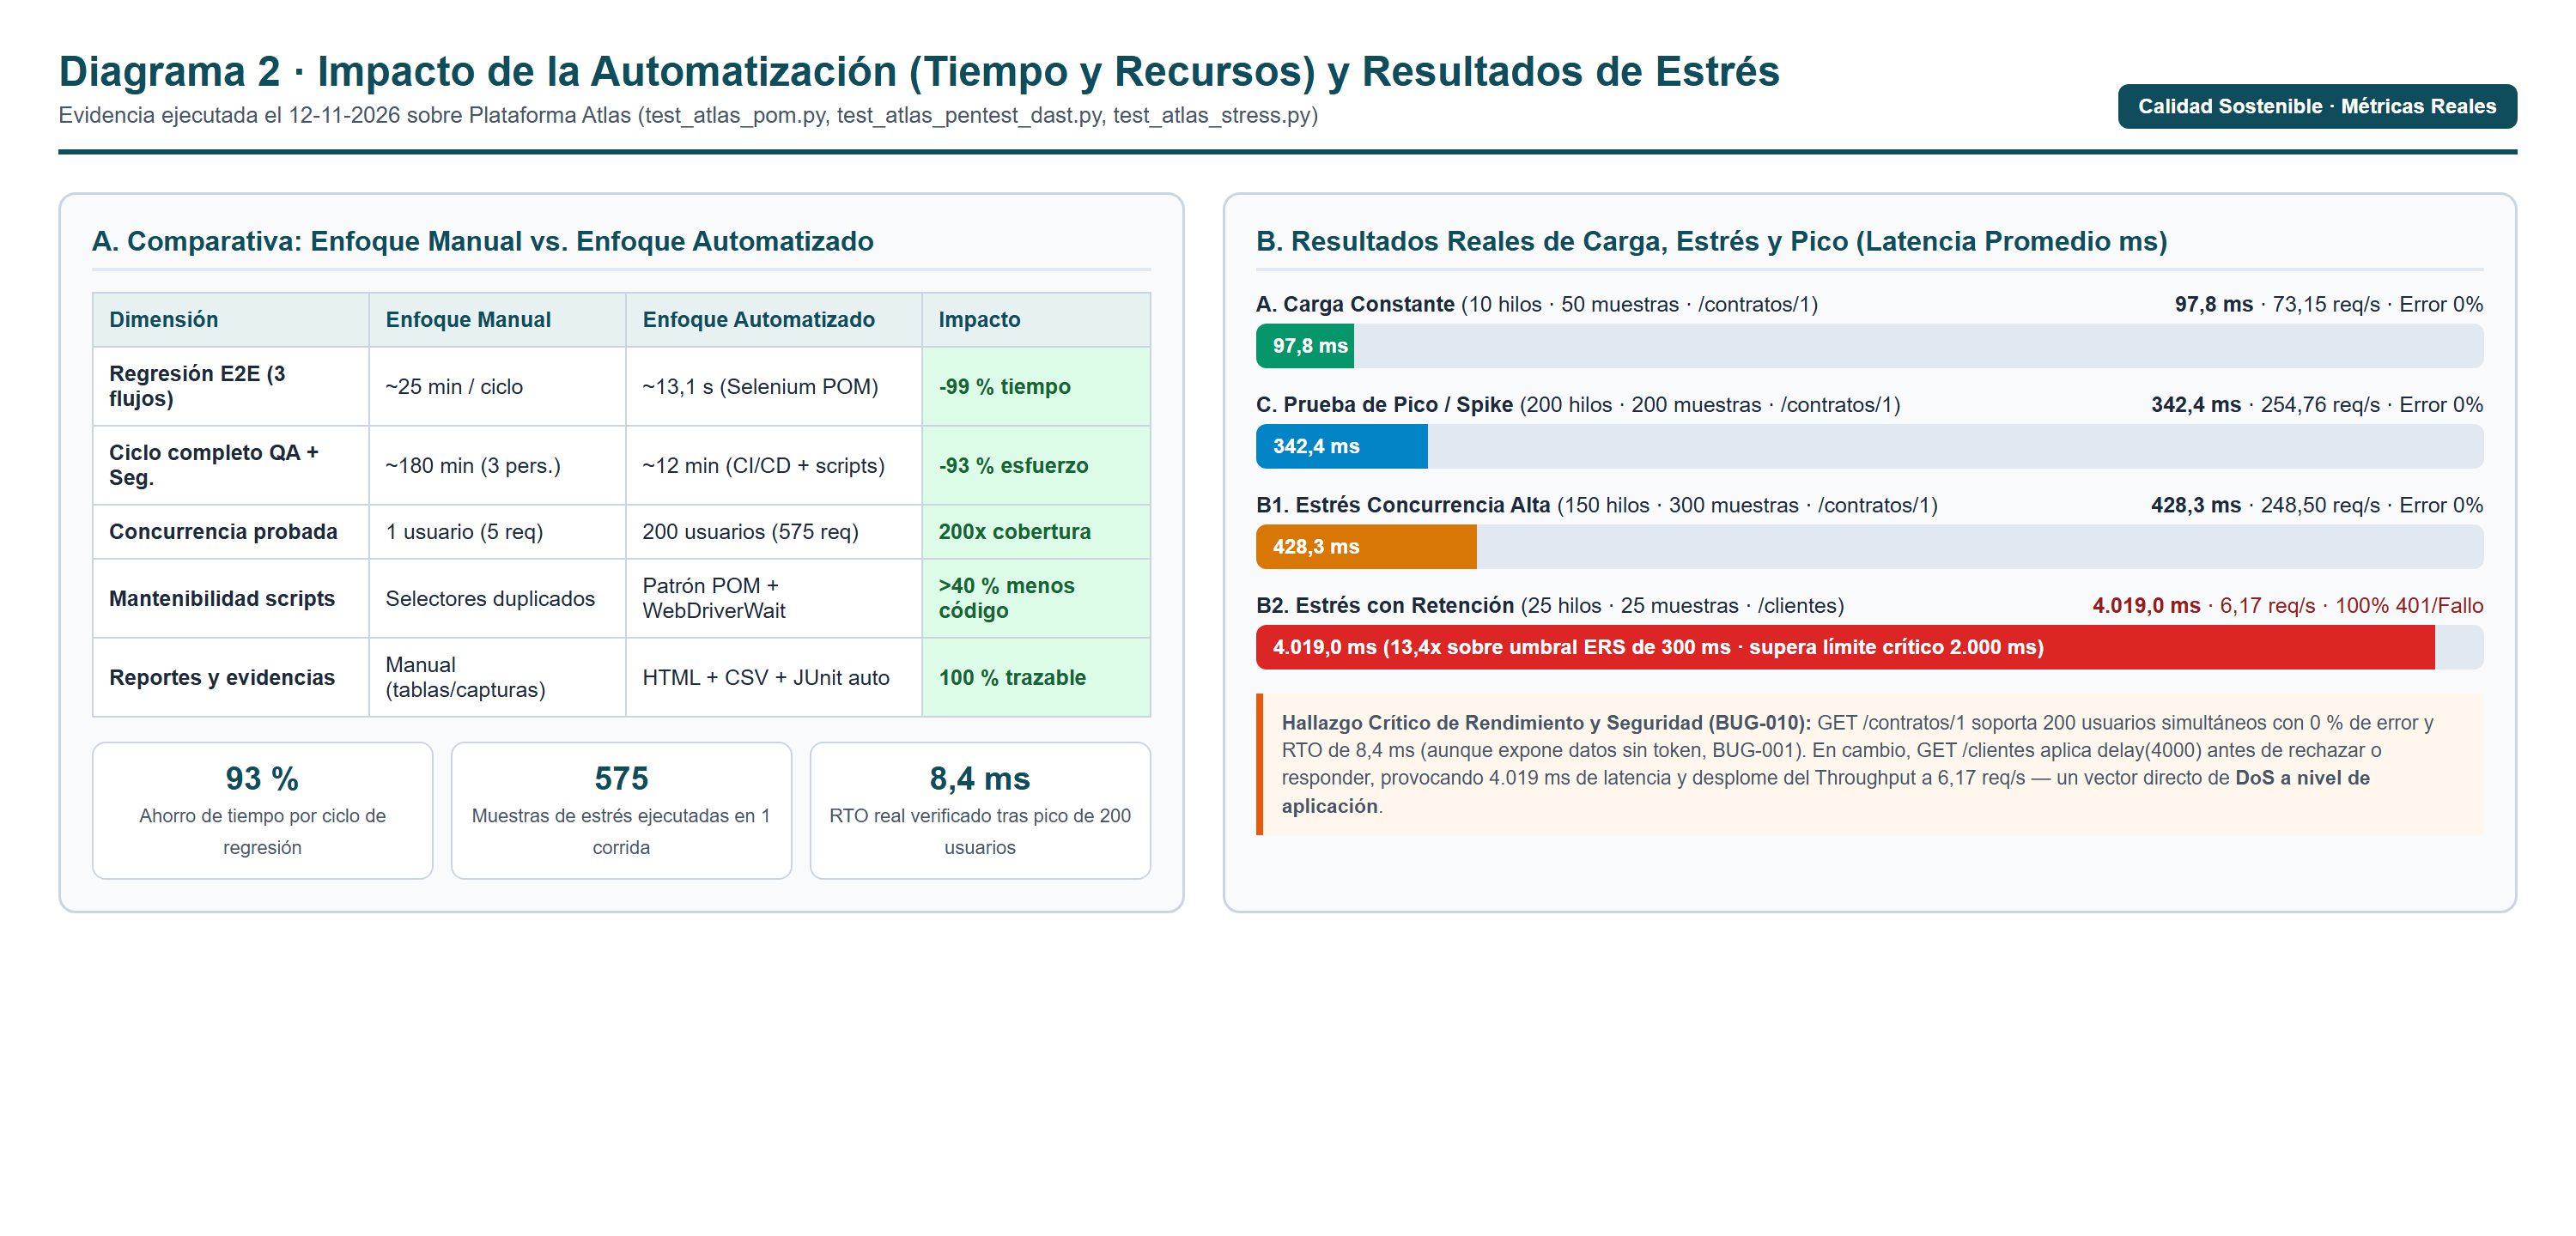 Diagrama 2 · Impacto de la Automatización (Tiempo y Recursos) y Resultados de Estrés
Evidencia ejecutada el 12-11-2026 sobre Plataforma Atlas (test_atlas_pom.py, test_atlas_pentest_dast.py, test_atlas_stress.py)
Calidad Sostenible · Métricas Reales
A. Comparativa: Enfoque Manual vs. Enfoque Automatizado
Dimensión
Enfoque Manual
Enfoque Automatizado
Impacto
Regresión E2E (3
flujos)
~25 min / ciclo
~13,1 s (Selenium POM)
-99 % tiempo
Ciclo completo QA +
Seg.
~180 min (3 pers.)
~12 min (CI/CD + scripts)
-93 % esfuerzo
Concurrencia probada
1 usuario (5 req)
200 usuarios (575 req)
200x cobertura
Mantenibilidad scripts
Selectores duplicados
Patrón POM +
WebDriverWait
>40 % menos
código
Reportes y evidencias
Manual
(tablas/capturas)
HTML + CSV + JUnit auto
100 % trazable
93 %
Ahorro de tiempo por ciclo de
regresión
575
Muestras de estrés ejecutadas en 1
corrida
8,4 ms
RTO real verificado tras pico de 200
usuarios
B. Resultados Reales de Carga, Estrés y Pico (Latencia Promedio ms)
A. Carga Constante (10 hilos · 50 muestras · /contratos/1)
97,8 ms · 73,15 req/s · Error 0%
97,8 ms
C. Prueba de Pico / Spike (200 hilos · 200 muestras · /contratos/1)
342,4 ms · 254,76 req/s · Error 0%
342,4 ms
B1. Estrés Concurrencia Alta (150 hilos · 300 muestras · /contratos/1)
428,3 ms · 248,50 req/s · Error 0%
428,3 ms
B2. Estrés con Retención (25 hilos · 25 muestras · /clientes)
4.019,0 ms · 6,17 req/s · 100% 401/Fallo
4.019,0 ms (13,4x sobre umbral ERS de 300 ms · supera límite crítico 2.000 ms)
Hallazgo Crítico de Rendimiento y Seguridad (BUG-010): GET /contratos/1 soporta 200 usuarios simultáneos con 0 % de error y
RTO de 8,4 ms (aunque expone datos sin token, BUG-001). En cambio, GET /clientes aplica delay(4000) antes de rechazar o
responder, provocando 4.019 ms de latencia y desplome del Throughput a 6,17 req/s — un vector directo de DoS a nivel de
aplicación.